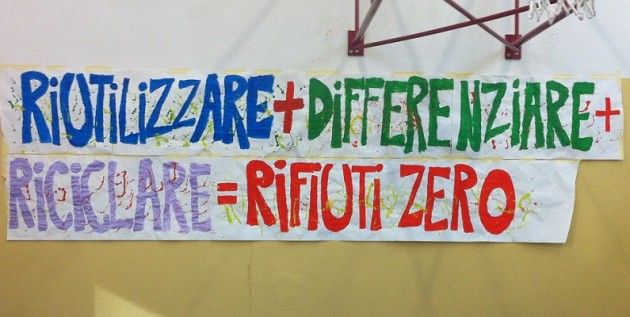 RIUTILIZZARE + DIFFERENZIARE +
RICICLARE = RIFIUTI ZERO